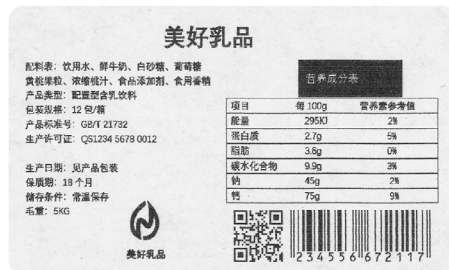 美好乳品
配料表：饮用水、鲜牛奶、白砂糖、葡萄糖
黄桃果粒、浓缩桃汁、食品添加剂、食用香精
产品类型：配置型含乳饮料
包装规格：12 包/箱
产品标准号：GB/T 21732
生产许可证：QS1234 5678 0012
生产日期：见产品包装
保质期：18 个月
储存条件：常温保存
毛重：5KG
美好乳品
营养成分表
项目 每 100g 营养素参考值
能量 295KJ 2%
蛋白质 2.7g 5%
脂肪 3.6g 0%
碳水化合物 9.9g 3%
钠 45g 2%
钙 75g 9%
234556672117